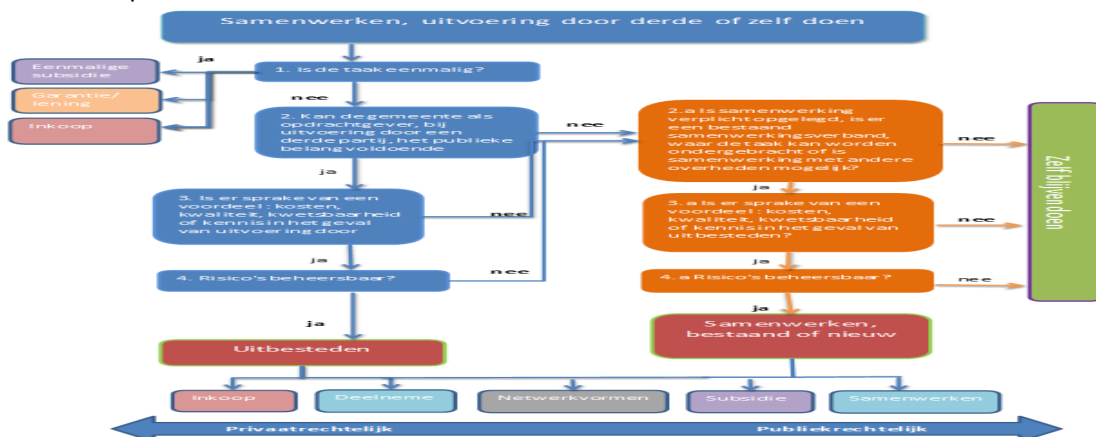 Samenwerken, uitvoering door derde of zelf doen
ja
Eenmalige
subsidie
Garantie/
lening
Inkoop
1. Is de taak eenmalig?
nee
2. Kan de gemeente als
opdrachtgever, bij
uitvoering door een
derde partij, het publieke
belang voldoende
nee
ja
3. Is er sprake van een
voordeel: kosten,
kwaliteit, kwetsbaarheid
of kennis in het geval
van uitvoering door
nee
ja
4. Risico's beheersbaar?
nee
ja
Uitbesteden
2.a Is samenwerking
verplicht opgelegd, is er
een bestaand
samenwerkingsverband,
waar de taak kan worden
ondergebracht of is
samenwerking met andere
overheden mogelijk?
nee
ja
3. a Is er sprake van een
voordeel: kosten,
kwaliteit, kwetsbaarheid
of kennis in het geval van
uitbesteden?
nee
ja
4. a Risico's beheersbaar?
nee
ja
Samenwerken,
bestaand of nieuw
Zelf blijven doen
Inkoop
Deelname
Netwerkvormen
Subsidie
Samenwerken
Privaatrechtelijk
Publiekrechtelijk